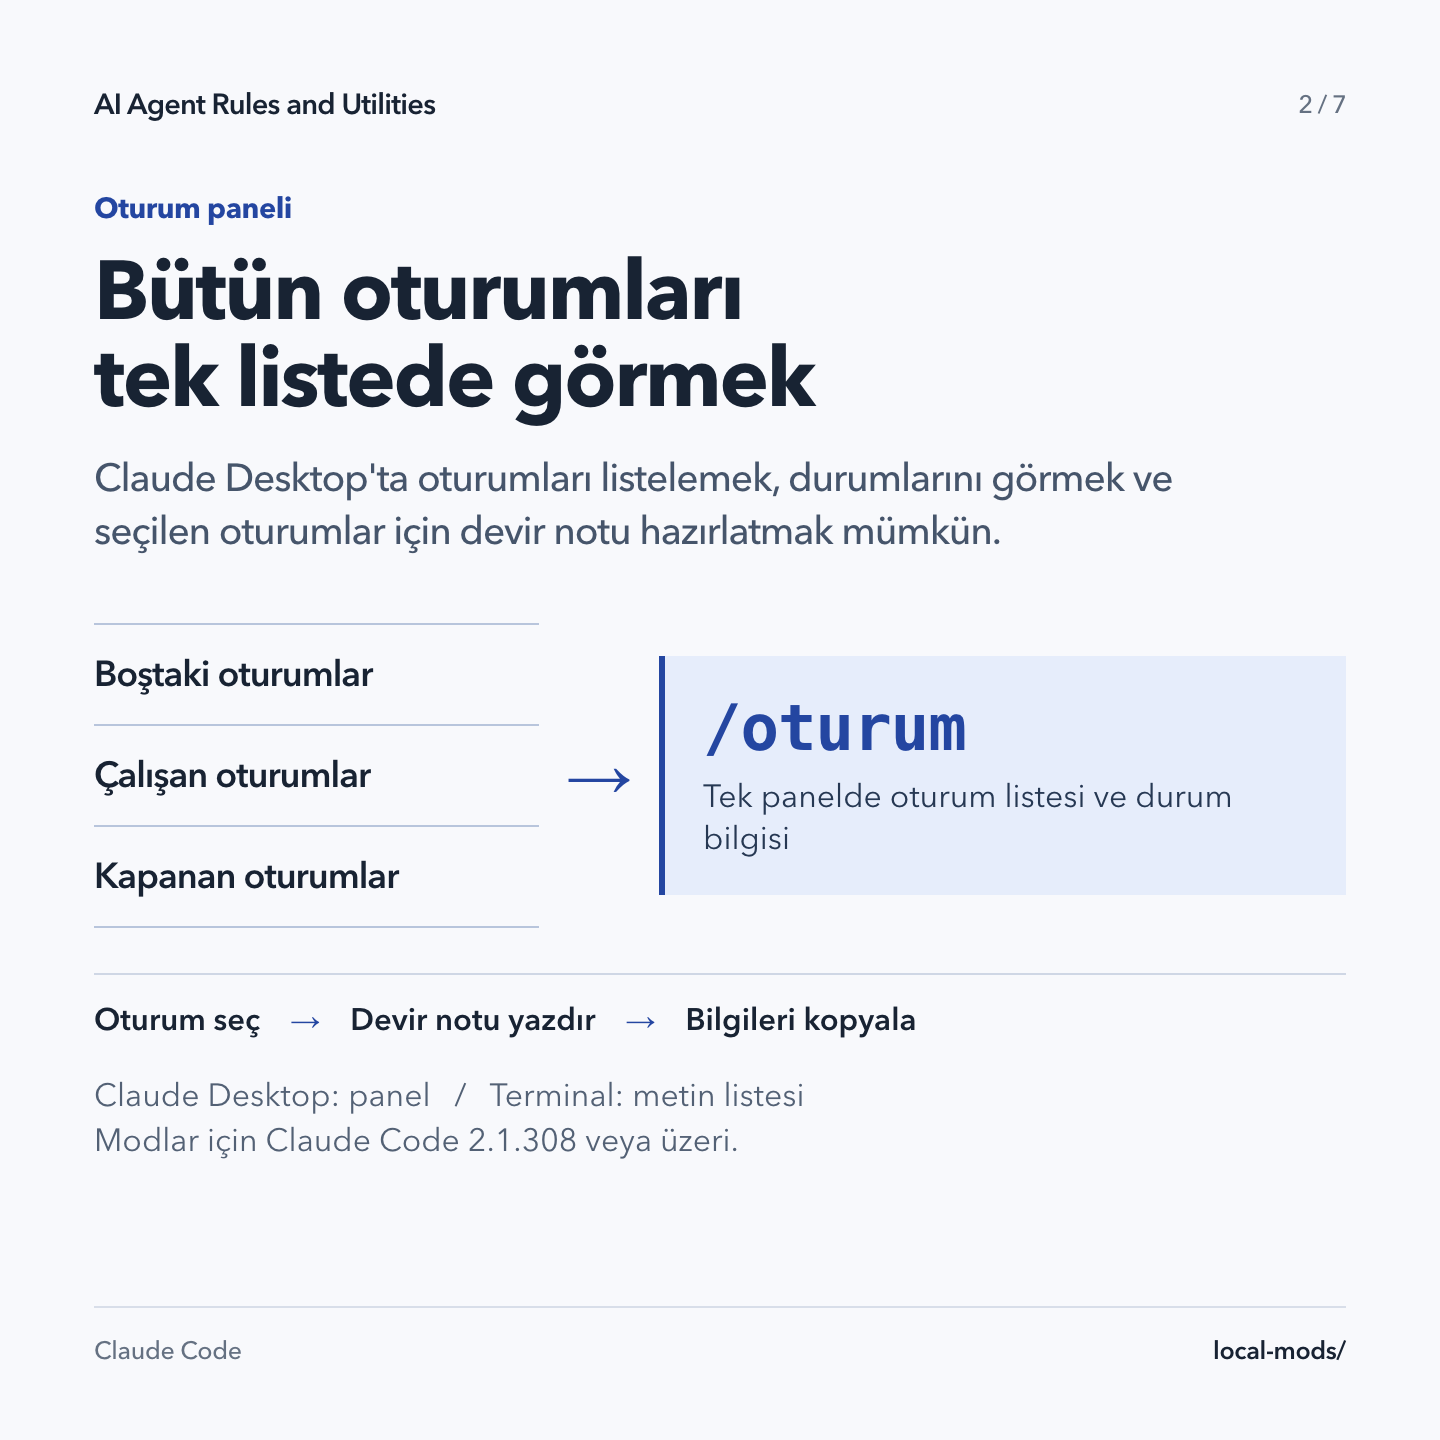 AI Agent Rules and Utilities
2 / 7
Oturum paneli
Bütün oturumları
tek listede görmek
Claude Desktop'ta oturumları listelemek, durumlarını görmek ve
seçilen oturumlar için devir notu hazırlatmak mümkün.
Boştaki oturumlar
Çalışan oturumlar
Kapanan oturumlar
→
/oturum
Tek panelde oturum listesi ve durum
bilgisi
Oturum seç → Devir notu yazdır → Bilgileri kopyala
Claude Desktop: panel / Terminal: metin listesi
Modlar için Claude Code 2.1.308 veya üzeri.
Claude Code
local-mods/